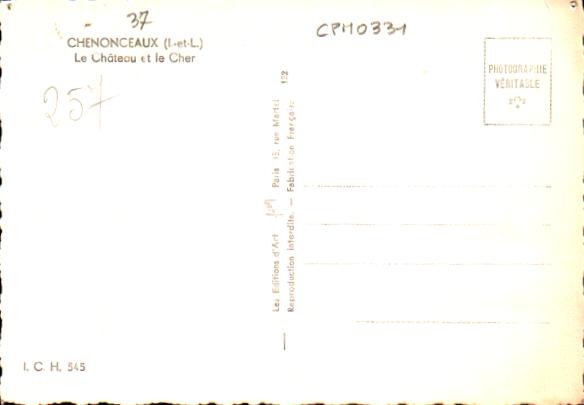 37
CHENONCEAUX (I.-et-L.)
Le Château et le Cher
257
CPM0331
PHOTOGRAPHIE
VÉRITABLE
Les Éditions d'Art Paris 15, rue Martel 182
Reproduction interdite. — Fabrication Française
I. C. H. 545